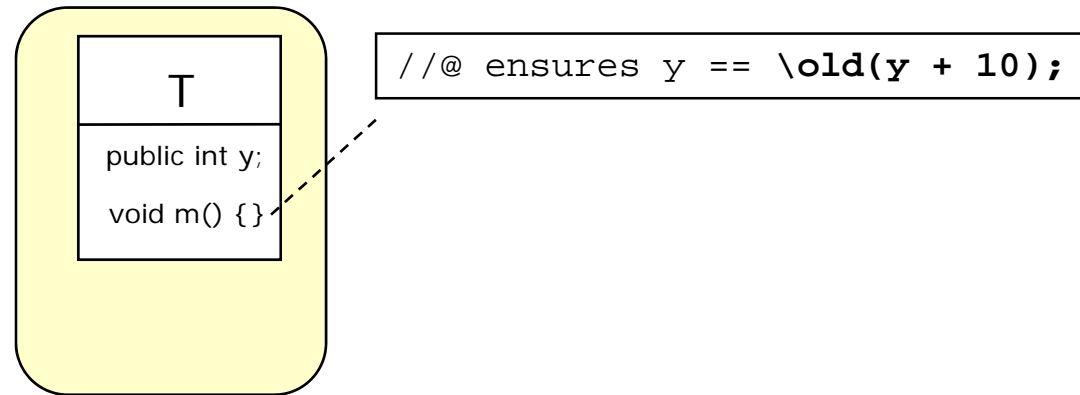 T
//@ ensures y == \old(y + 10);
public int y;
void m() {}